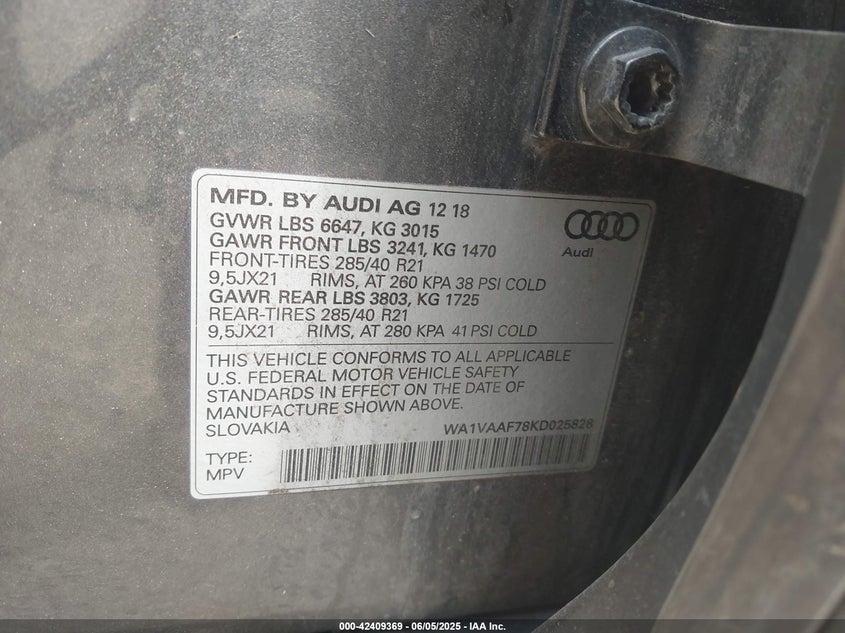 MFD. BY AUDI AG 12 18
GVWR LBS 6647, KG 3015
GAWR FRONT LBS 3241, KG 1470
FRONT-TIRES 285/40 R21
9,5JX21 RIMS, AT 260 KPA 38 PSI COLD
GAWR REAR LBS 3803, KG 1725
REAR-TIRES 285/40 R21
9,5JX21 RIMS, AT 280 KPA 41 PSI COLD
Audi
THIS VEHICLE CONFORMS TO ALL APPLICABLE
U.S. FEDERAL MOTOR VEHICLE SAFETY
STANDARDS IN EFFECT ON THE DATE OF
MANUFACTURE SHOWN ABOVE.
SLOVAKIA WA1VAAF78KD025828
TYPE:
MPV
000-42409369 - 06/05/2025 - IAA Inc.